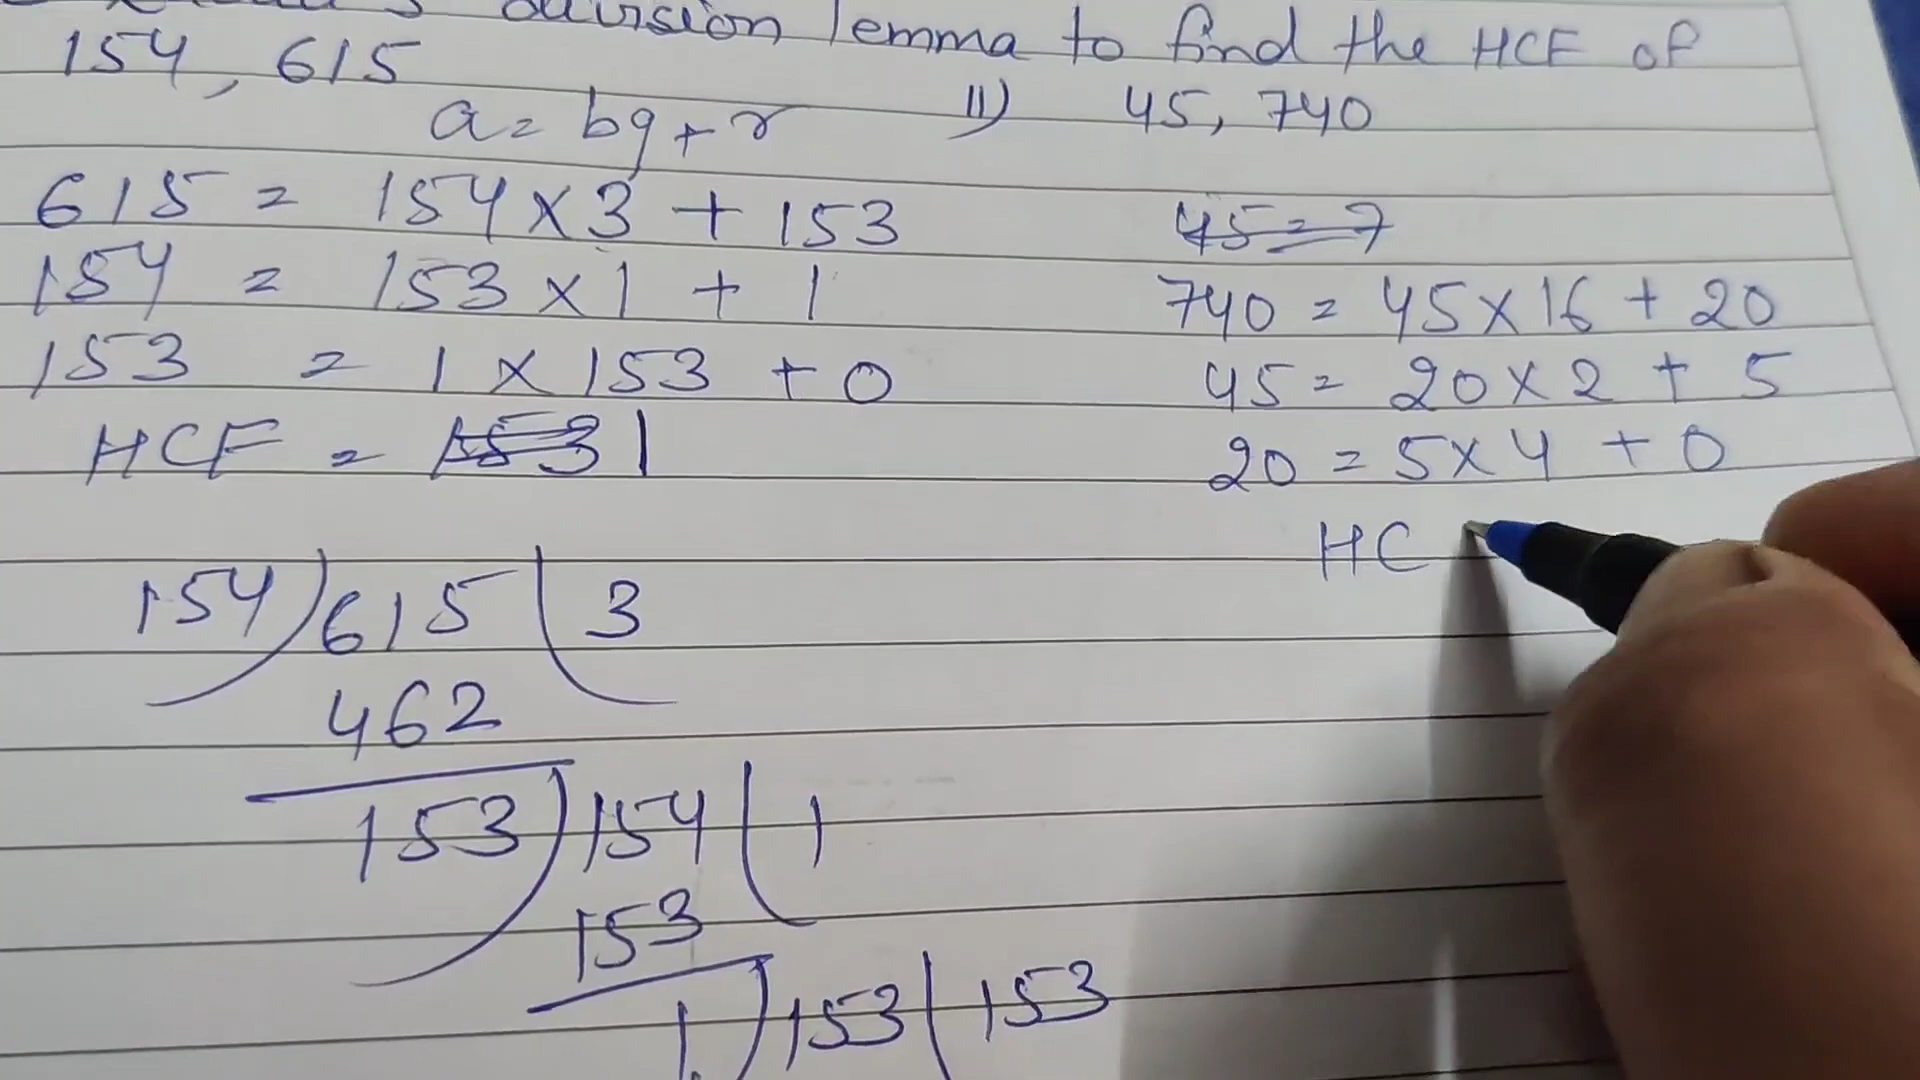 division lemma to find the HCF of
154, 615
a = bq + r
615 = 154 × 3 + 153
154 = 153 × 1 + 1
153 = 1 × 153 + 0
HCF = 153 1
154) 615 ( 3
462
153) 154 ( 1
153
1) 153 ( 153
II) 45, 740
45 = 7
740 = 45 × 16 + 20
45 = 20 × 2 + 5
20 = 5 × 4 + 0
HC